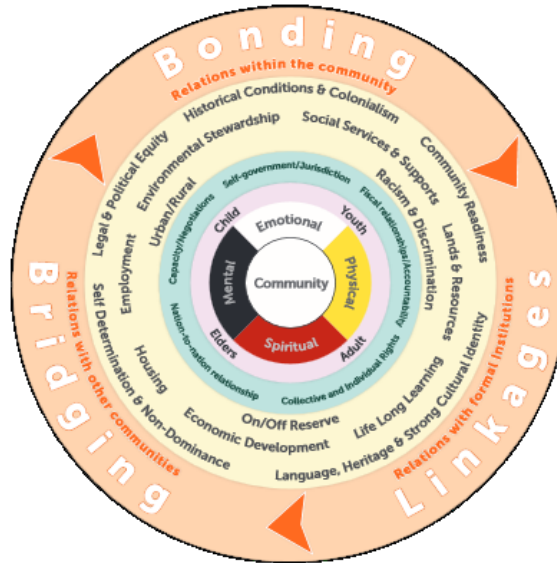 Bonding
Relations within the community
Linkages
Relations with formal Institutions
Bridging
Relations with other communities
Historical Conditions & Colonialism
Community Readiness
Legal & Political Equity
Environmental Stewardship
Social Services & Supports
Urban/Rural
Racism & Discrimination
Lands & Resources
Employment
Self Determination & Non-Dominance
Housing
Economic Development
On/Off Reserve
Life Long Learning
Language, Heritage & Strong Cultural Identity
Self-government/Jurisdiction
Fiscal relationships/Accountability
Collective and Individual Rights
Nation-to-nation relationship
Capacity/Negotiations
Child
Youth
Adult
Elders
Emotional
Physical
Spiritual
Mental
Community